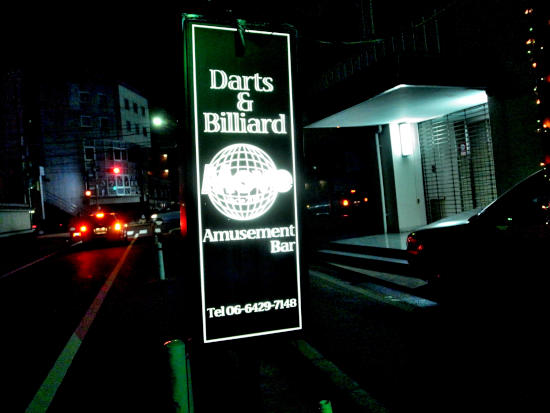 Darts
&
Billiard
Amusement
Bar
Tel 06-6429-7148